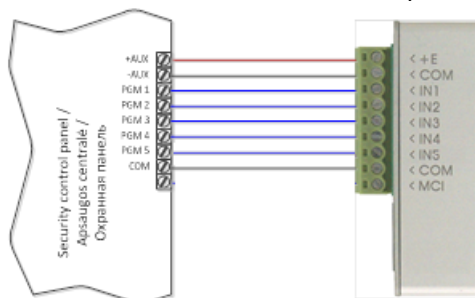 Security control panel /
Apsaugos centralė /
Охранная панель
+AUX
-AUX
PGM 1
PGM 2
PGM 3
PGM 4
PGM 5
COM
< +E
< COM
< IN1
< IN2
< IN3
< IN4
< IN5
< COM
< MCI